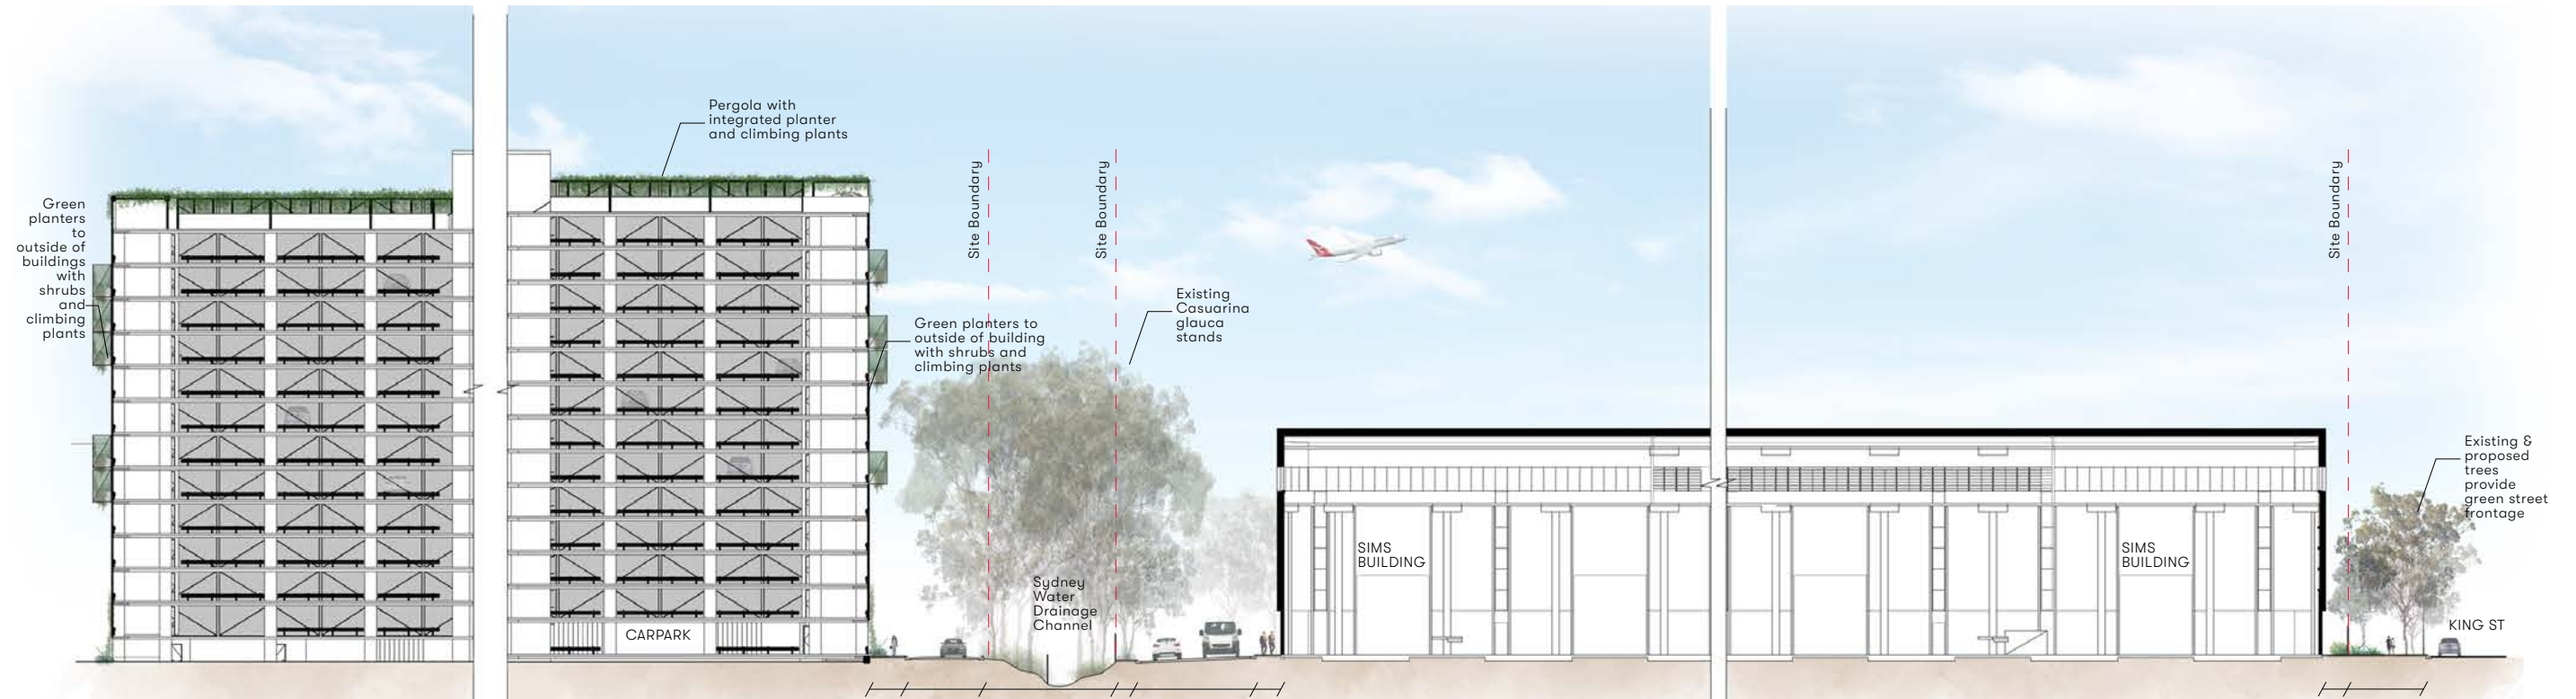 Green
planters
to
outside of
buildings
with
shrubs
and
climbing
plants
Pergola with
integrated planter
and climbing plants
CARPARK
Green planters to
outside of building
with shrubs and
climbing plants
Site Boundary
Site Boundary
Existing
Casuarina
glauca
stands
Sydney
Water
Drainage
Channel
SIMS
BUILDING
SIMS
BUILDING
Site Boundary
Existing &
proposed
trees
provide
green street
frontage
KING ST